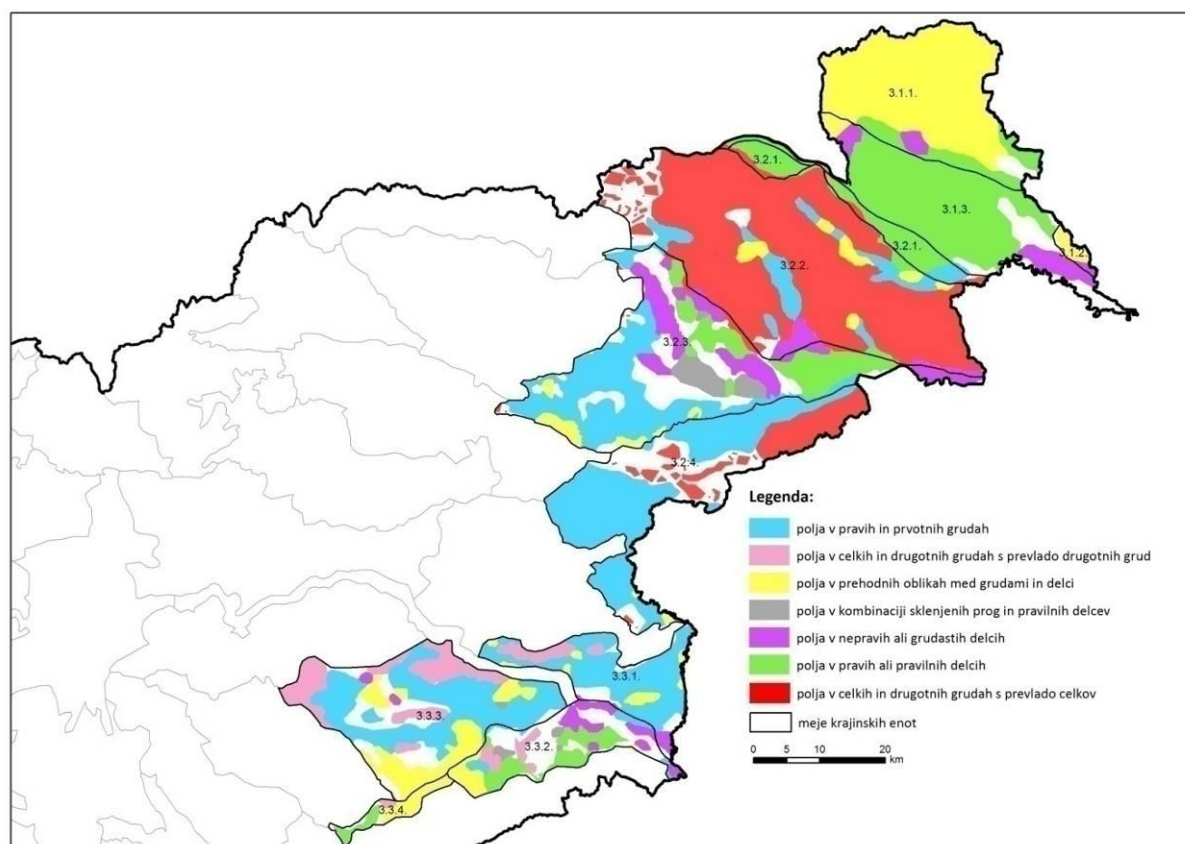 3.1.1.
3.2.1.
3.1.3.
3.2.1.
3.1.2.
3.2.2.
3.2.3.
3.2.4.
Legenda:
polja v pravih in prvotnih grudah
polja v celkih in drugotnih grudah s prevlado drugotnih grud
polja v prehodnih oblikah med grudami in delci
polja v kombinaciji sklenjenih prog in pravilnih delcev
polja v nepravih ali grudastih delcih
polja v pravih ali pravilnih delcih
polja v celkih in drugotnih grudah s prevlado celkov
meje krajinskih enot
0 5 10 20
km
3.3.1.
3.3.3.
3.3.2.
3.3.4.